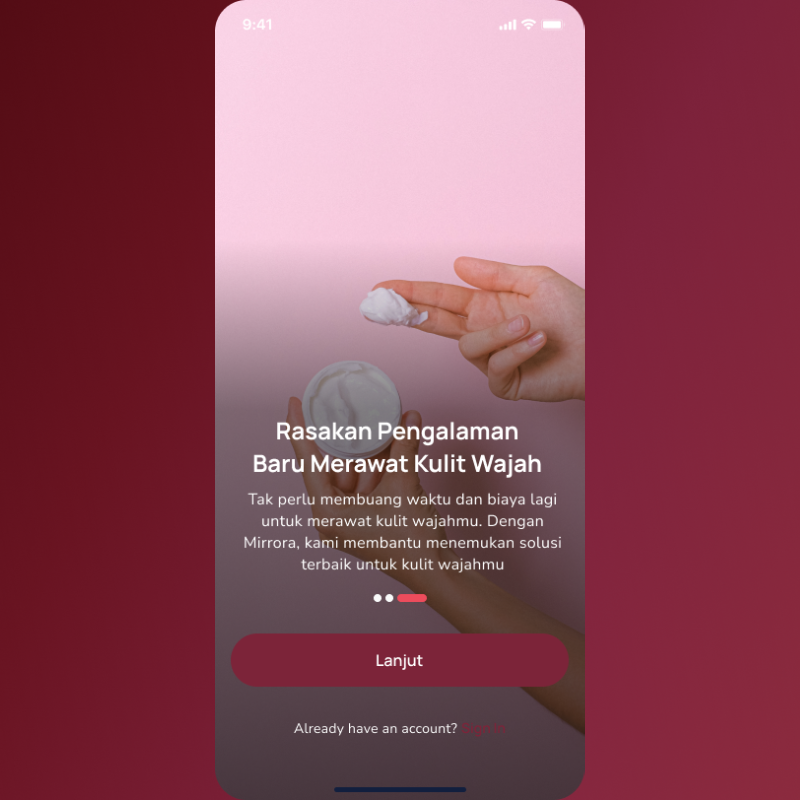 9:41
Rasakan Pengalaman
Baru Merawat Kulit Wajah
Tak perlu membuang waktu dan biaya lagi
untuk merawat kulit wajahmu. Dengan
Mirrora, kami membantu menemukan solusi
terbaik untuk kulit wajahmu
Lanjut
Already have an account? Sign In